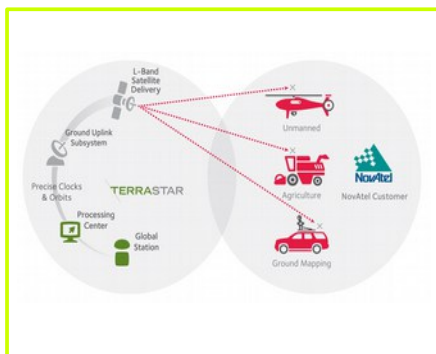 L-Band
Satellite
Delivery
Ground Uplink
Subsystem
Precise Clocks
& Orbits
TERRASTAR
Processing
Center
Global
Station
Unmanned
Agriculture
NovAtel
NovAtel Customer
Ground Mapping